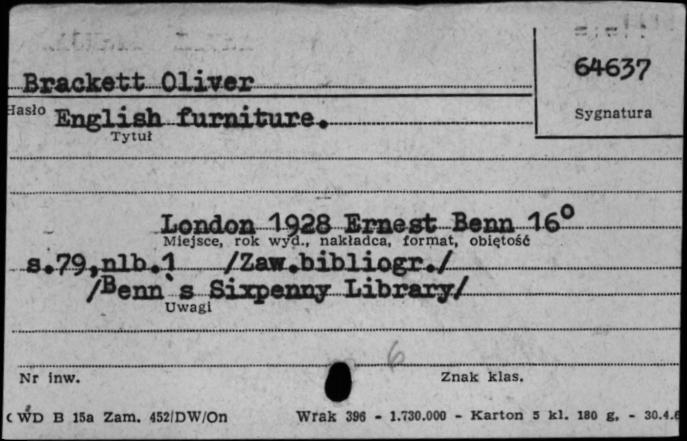 64637
Brackett Oliver
Sygnatura
Hasło English furniture.
Tytuł
London 1928 Ernest Benn 16°
Miejsce, rok wyd., nakładca, format, objętość
s.79,nlb.1 /Zaw.bibliogr./
/Benn`s Sixpenny Library/
Uwagi
6
Nr inw. Znak klas.
WD B 15a Zam. 452/DW/On Wrak 396 - 1.730.000 - Karton 5 kl. 180 g. - 30.4.6